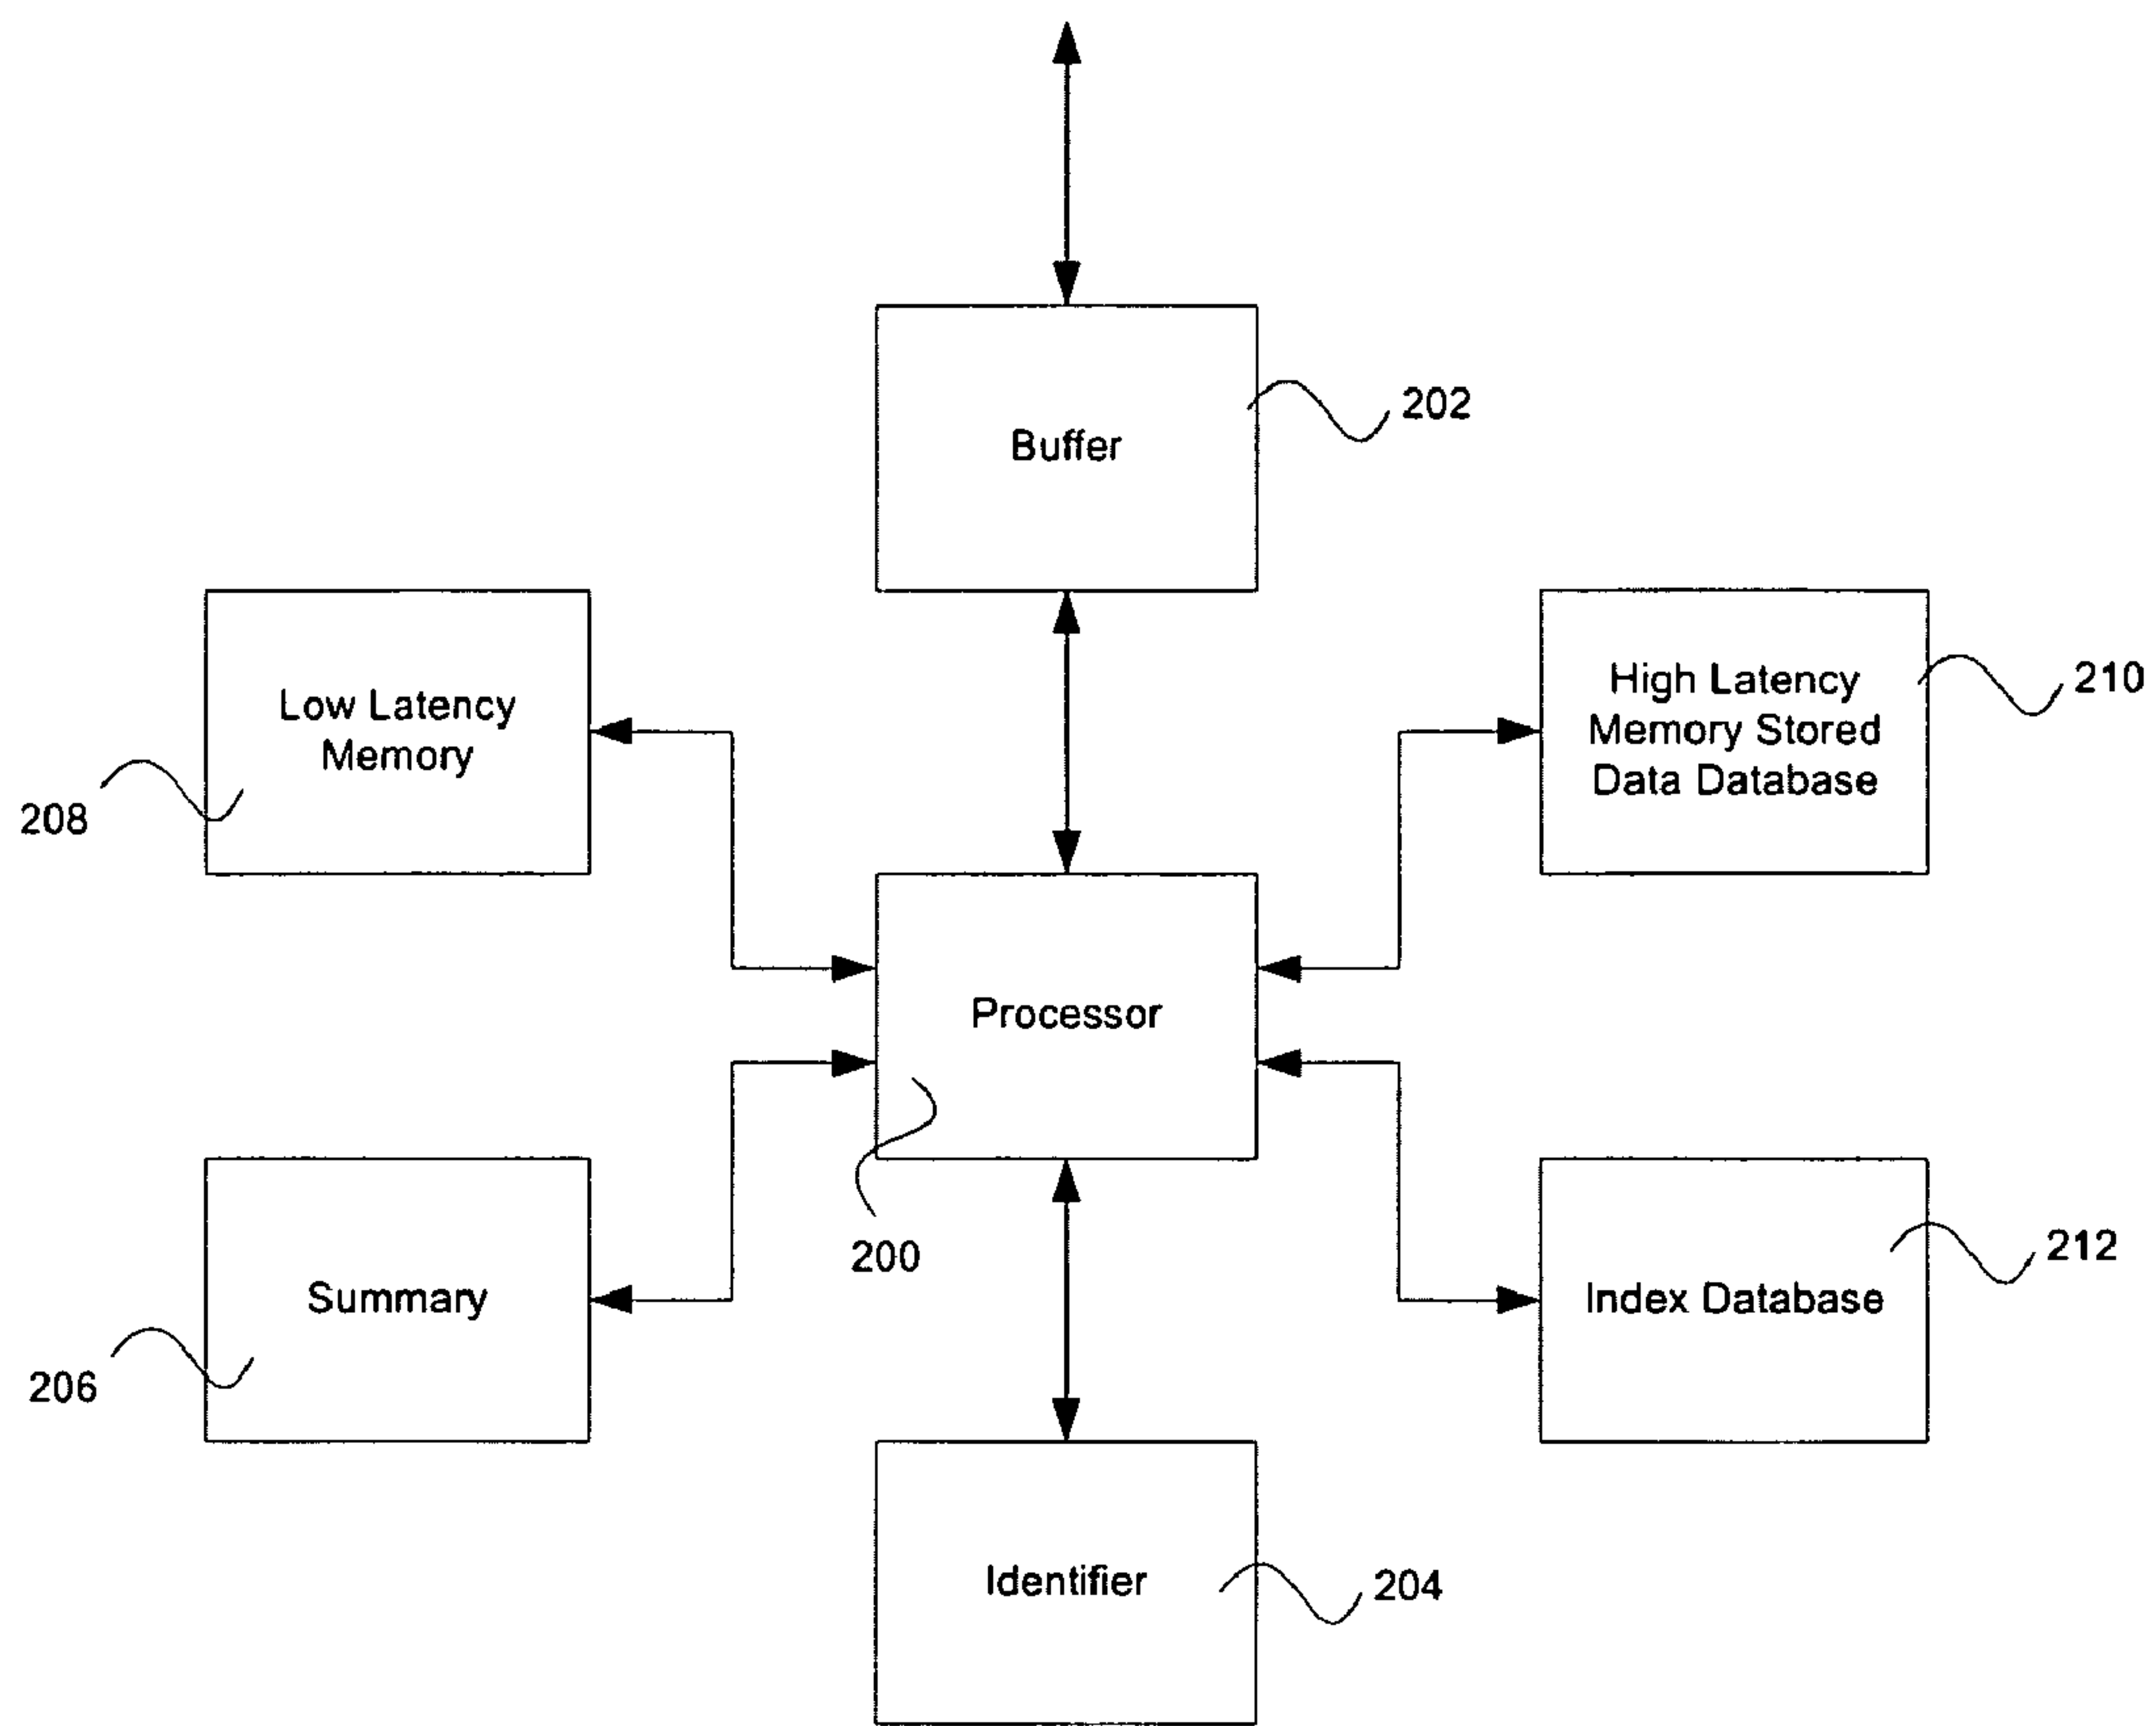 Buffer
202
Low Latency
Memory
208
High Latency
Memory Stored
Data Database
210
Processor
200
Summary
206
Index Database
212
Identifier
204